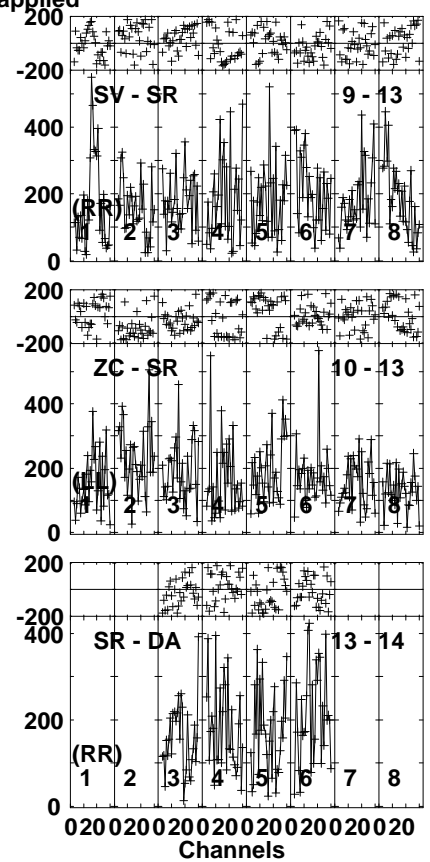 applied
200
-200
SV - SR 9 - 13
400
200
(RR)
1 2 3 4 5 6 7 8
0
200
-200
ZC - SR 10 - 13
400
200
(LL)
1 2 3 4 5 6 7 8
0
200
-200
400
SR - DA 13 - 14
200
(RR)
1 2 3 4 5 6 7 8
0
0 20 0 20 0 20 0 20 0 20 0 20 0 20 0 20
Channels